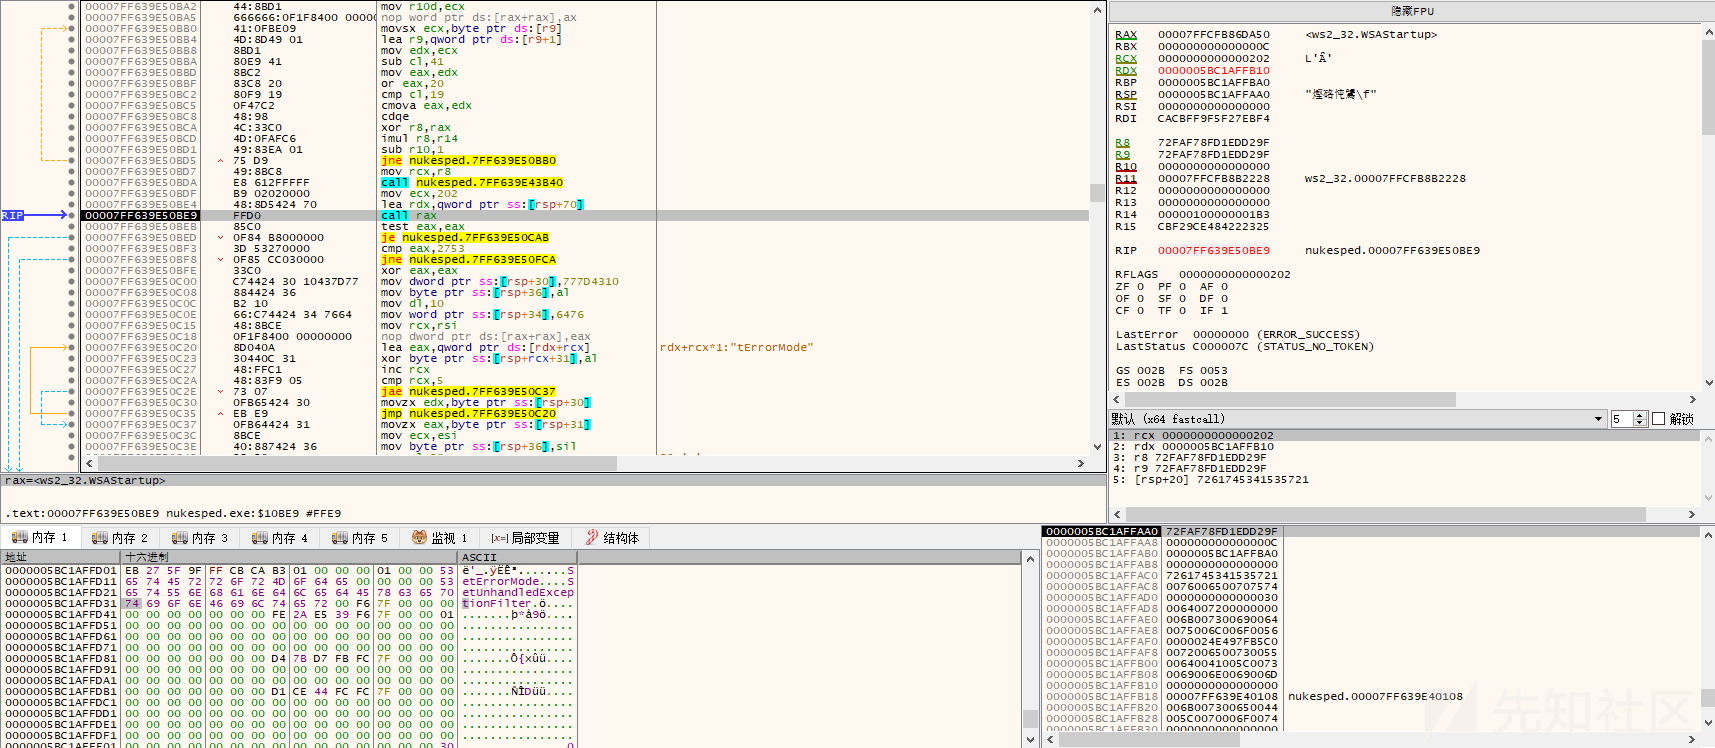 00007FF639E50BA2 44:8BD1 mov r10d,ecx
00007FF639E50BA5 666666:0F1F8400 00000 nop word ptr ds:[rax+rax],ax
00007FF639E50BB0 41:0FBE09 movsx ecx,byte ptr ds:[r9]
00007FF639E50BB4 4D:8D49 01 lea r9,qword ptr ds:[r9+1]
00007FF639E50BB8 8BD1 mov edx,ecx
00007FF639E50BBA 80E9 41 sub cl,41
00007FF639E50BBD 8BC2 mov eax,edx
00007FF639E50BBF 83C8 20 or eax,20
00007FF639E50BC2 80F9 19 cmp cl,19
00007FF639E50BC5 0F47C2 cmova eax,edx
00007FF639E50BC8 48:98 cdqe
00007FF639E50BCA 4C:33C0 xor r8,rax
00007FF639E50BCD 4D:0FAFC6 imul r8,r14
00007FF639E50BD1 49:83EA 01 sub r10,1
00007FF639E50BD5 75 D9 jne nukesped.7FF639E50BB0
00007FF639E50BD7 49:8BC8 mov rcx,r8
00007FF639E50BDA E8 612FFFFF call nukesped.7FF639E43B40
00007FF639E50BDF B9 02020000 mov ecx,202
00007FF639E50BE4 48:8D5424 70 lea rdx,qword ptr ss:[rsp+70]
RIP 00007FF639E50BE9 FFD0 call rax
00007FF639E50BEB 85C0 test eax,eax
00007FF639E50BED 0F84 B8000000 je nukesped.7FF639E50CAB
00007FF639E50BF3 3D 53270000 cmp eax,2753
00007FF639E50BF8 0F85 CC030000 jne nukesped.7FF639E50FCA
00007FF639E50BFE 33C0 xor eax,eax
00007FF639E50C00 C74424 30 10437D77 mov dword ptr ss:[rsp+30],777D4310
00007FF639E50C08 884424 36 mov byte ptr ss:[rsp+36],al
00007FF639E50C0C B2 10 mov dl,10
00007FF639E50C0E 66:C74424 34 7664 mov word ptr ss:[rsp+34],6476
00007FF639E50C15 48:8BCE mov rcx,rsi
00007FF639E50C18 0F1F8400 00000000 nop dword ptr ds:[rax+rax],eax
00007FF639E50C20 8D040A lea eax,qword ptr ds:[rdx+rcx] rdx+rcx*1:"tErrorMode"
00007FF639E50C23 30440C 31 xor byte ptr ss:[rsp+rcx+31],al
00007FF639E50C27 48:FFC1 inc rcx
00007FF639E50C2A 48:83F9 05 cmp rcx,5
00007FF639E50C2E 73 07 jae nukesped.7FF639E50C37
00007FF639E50C30 0FB65424 30 movzx edx,byte ptr ss:[rsp+30]
00007FF639E50C35 EB E9 jmp nukesped.7FF639E50C20
00007FF639E50C37 0FB64424 31 movzx eax,byte ptr ss:[rsp+31]
00007FF639E50C3C 8BCE mov ecx,esi
00007FF639E50C3E 40:887424 36 mov byte ptr ss:[rsp+36],sil
rax=<ws2_32.WSAStartup>
.text:00007FF639E50BE9 nukesped.exe:$10BE9 #FFE9
隐藏FPU
RAX 00007FFCFB86DA50 <ws2_32.WSAStartup>
RBX 000000000000000C
RCX 0000000000000202 L'Ȃ'
RDX 0000005BC1AFFB10
RBP 0000005BC1AFFBA0
RSP 0000005BC1AFFAA0
RSI 0000000000000000
RDI CACBFF9F5F27EBF4
R8 72FAF78FD1EDD29F
R9 72FAF78FD1EDD29F
R10 0000000000000000
R11 00007FFCFB8B2228 ws2_32.00007FFCFB8B2228
R12 0000000000000000
R13 0000000000000000
R14 00000100000001B3
R15 CBF29CE484222325
RIP 00007FF639E50BE9 nukesped.00007FF639E50BE9
RFLAGS 0000000000000202
ZF 0 PF 0 AF 0
OF 0 SF 0 DF 0
CF 0 TF 0 IF 1
LastError 00000000 (ERROR_SUCCESS)
LastStatus C000007C (STATUS_NO_TOKEN)
GS 002B FS 0053
ES 002B DS 002B
默认 (x64 fastcall) 5 解锁
1: rcx 0000000000000202
2: rdx 0000005BC1AFFB10
3: r8 72FAF78FD1EDD29F
4: r9 72FAF78FD1EDD29F
5: [rsp+20] 7261745341535721
内存 1 内存 2 内存 3 内存 4 内存 5 监视 1 [x=] 局部变量 结构体
地址 十六进制 ASCII
0000005BC1AFFD01 EB 27 5F 9F FF CB CA B3 01 00 00 00 01 00 00 53 ë'_.ÿËÊ³.......S
0000005BC1AFFD11 65 74 45 72 72 6F 72 4D 6F 64 65 00 00 00 00 53 etErrorMode....S
0000005BC1AFFD21 65 74 55 6E 68 61 6E 64 6C 65 64 45 78 63 65 70 etUnhandledExcep
0000005BC1AFFD31 74 69 6F 6E 46 69 6C 74 65 72 00 F6 7F 00 00 00 tionFilter.ö....
0000005BC1AFFD41 00 00 00 00 00 00 00 FE 2A E5 39 F6 7F 00 00 01 .......þ*å9ö....
0000005BC1AFFD51 00 00 00 00 00 00 00 00 00 00 00 00 00 00 00 00 ................
0000005BC1AFFD61 00 00 00 00 00 00 00 00 00 00 00 00 00 00 00 00 ................
0000005BC1AFFD71 00 00 00 00 00 00 00 00 00 00 00 00 00 00 00 00 ................
0000005BC1AFFD81 00 00 00 00 00 00 00 D4 7B D7 FB FC 7F 00 00 00 .......Ô{×ûü....
0000005BC1AFFD91 00 00 00 00 00 00 00 00 00 00 00 00 00 00 00 00 ................
0000005BC1AFFDA1 00 00 00 00 00 00 00 00 00 00 00 00 00 00 00 00 ................
0000005BC1AFFDB1 00 00 00 00 00 00 00 D1 CE 44 FC FC 7F 00 00 00 .......ÑÎDüü....
0000005BC1AFFDC1 00 00 00 00 00 00 00 00 00 00 00 00 00 00 00 00 ................
0000005BC1AFFDD1 00 00 00 00 00 00 00 00 00 00 00 00 00 00 00 00 ................
0000005BC1AFFDE1 00 00 00 00 00 00 00 00 00 00 00 00 00 00 00 00 ................
0000005BC1AFFDF1 00 00 00 00 00 00 00 00 00 00 00 00 00 00 00 00 ................
0000005BC1AFFAA0 72FAF78FD1EDD29F
0000005BC1AFFAA8 000000000000000C
0000005BC1AFFAB0 0000005BC1AFFBA0
0000005BC1AFFAB8 0000000000000000
0000005BC1AFFAC0 7261745341535721
0000005BC1AFFAC8 0076006500707574
0000005BC1AFFAD0 0000000000000030
0000005BC1AFFAD8 0064007200000000
0000005BC1AFFAE0 006B007300690064
0000005BC1AFFAE8 0075006C006F0056
0000005BC1AFFAF0 0000024E497FB5C0
0000005BC1AFFAF8 0072006500730055
0000005BC1AFFB00 00640041005C0073
0000005BC1AFFB08 0069006E0069006D
0000005BC1AFFB10 0000000000000000
0000005BC1AFFB18 00007FF639E40108 nukesped.00007FF639E40108
0000005BC1AFFB20 006B007300650044
0000005BC1AFFB28 005C0070006F0074
先知社区